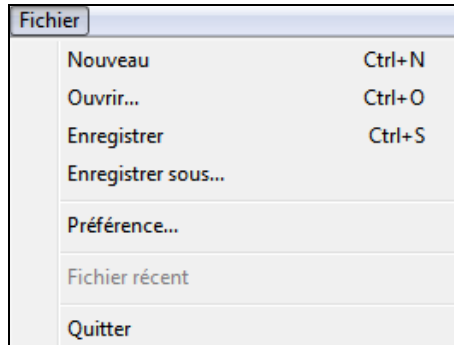 Fichier
Nouveau Ctrl+N
Ouvrir... Ctrl+O
Enregistrer Ctrl+S
Enregistrer sous...
Préférence...
Fichier récent
Quitter